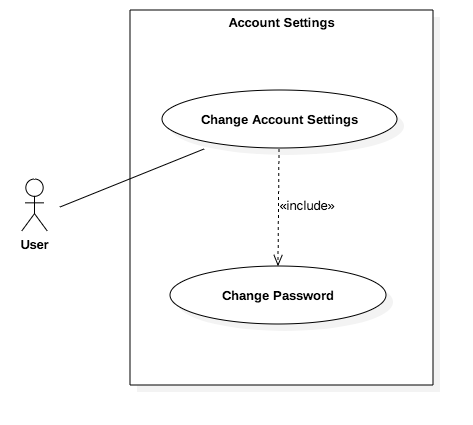 Account Settings
Change Account Settings
«include»
User
Change Password